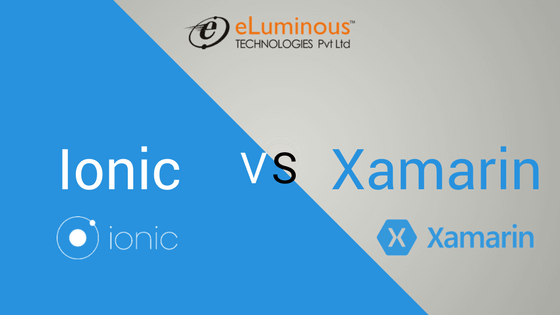 eLuminous™
TECHNOLOGIES Pvt Ltd
Ionic VS Xamarin
ionic
Xamarin